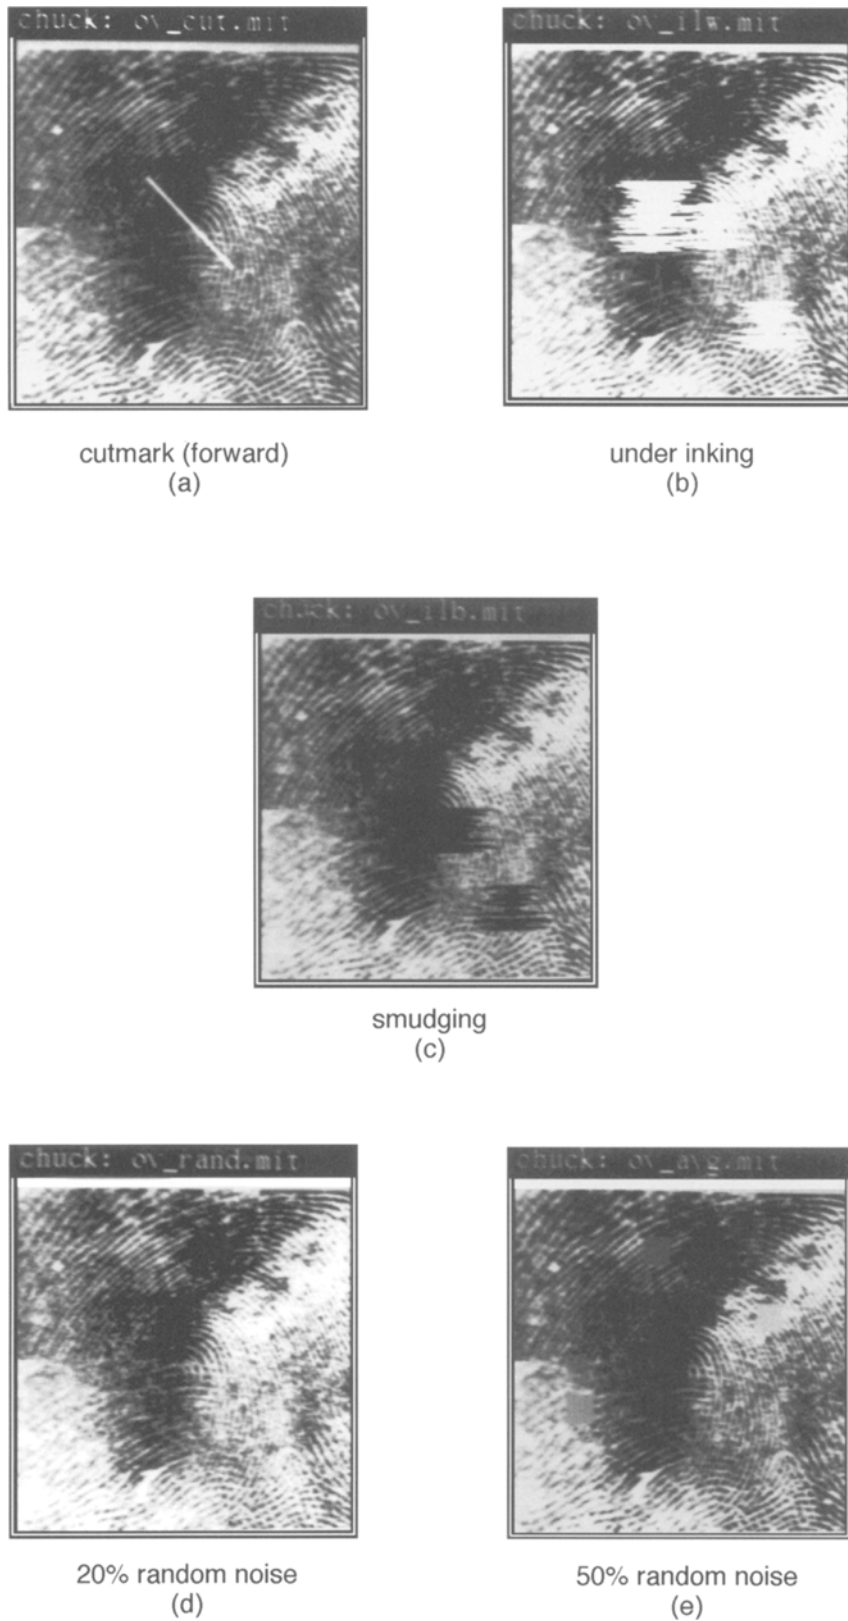 chuck: ov_cut.mit
chuck: ov_ilw.mit
cutmark (forward)
(a)
under inking
(b)
chuck: ov_ilb.mit
smudging
(c)
chuck: ov_rand.mit
chuck: ov_avg.mit
20% random noise
(d)
50% random noise
(e)